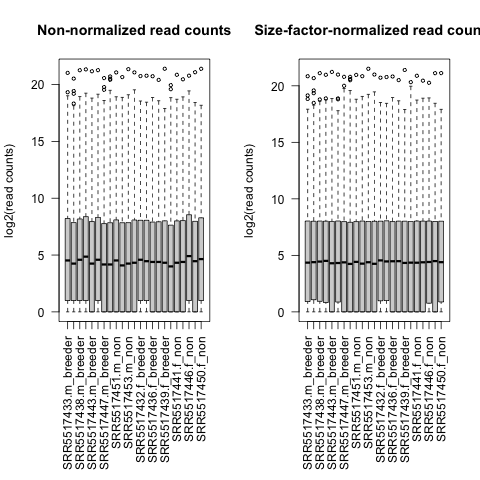 Non-normalized read counts
Size-factor-normalized read coun
log2(read counts)
20
15
10
5
0
SRR5517433.m_breeder
SRR5517438.m_breeder
SRR5517443.m_breeder
SRR5517447.m_breeder
SRR5517451.m_non
SRR5517453.m_non
SRR5517432.f_breeder
SRR5517436.f_breeder
SRR5517439.f_breeder
SRR5517441.f_non
SRR5517446.f_non
SRR5517450.f_non
log2(read counts)
20
15
10
5
0
SRR5517433.m_breeder
SRR5517438.m_breeder
SRR5517443.m_breeder
SRR5517447.m_breeder
SRR5517451.m_non
SRR5517453.m_non
SRR5517432.f_breeder
SRR5517436.f_breeder
SRR5517439.f_breeder
SRR5517441.f_non
SRR5517446.f_non
SRR5517450.f_non